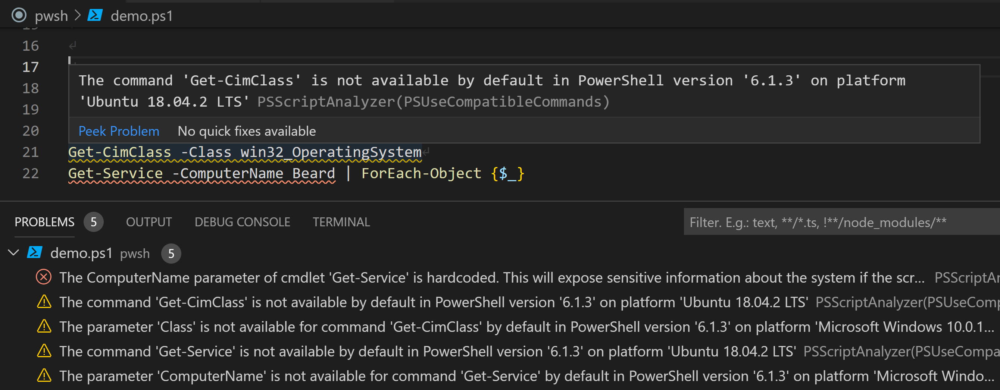 pwsh > demo.ps1
16
17
The command 'Get-CimClass' is not available by default in PowerShell version '6.1.3' on platform
18
'Ubuntu 18.04.2 LTS' PSScriptAnalyzer(PSUseCompatibleCommands)
19
20 Peek Problem No quick fixes available
21 Get-CimClass -Class win32_OperatingSystem
22 Get-Service -ComputerName Beard | ForEach-Object {$_}
PROBLEMS 5 OUTPUT DEBUG CONSOLE TERMINAL Filter. E.g.: text, **/*.ts, !**/node_modules/**
demo.ps1 pwsh 5
The ComputerName parameter of cmdlet 'Get-Service' is hardcoded. This will expose sensitive information about the system if the scr... PSScriptAn
The command 'Get-CimClass' is not available by default in PowerShell version '6.1.3' on platform 'Ubuntu 18.04.2 LTS' PSScriptAnalyzer(PSUseComp
The parameter 'Class' is not available for command 'Get-CimClass' by default in PowerShell version '6.1.3' on platform 'Microsoft Windows 10.0.1...
The command 'Get-Service' is not available by default in PowerShell version '6.1.3' on platform 'Ubuntu 18.04.2 LTS' PSScriptAnalyzer(PSUseCompa
The parameter 'ComputerName' is not available for command 'Get-Service' by default in PowerShell version '6.1.3' on platform 'Microsoft Windo...